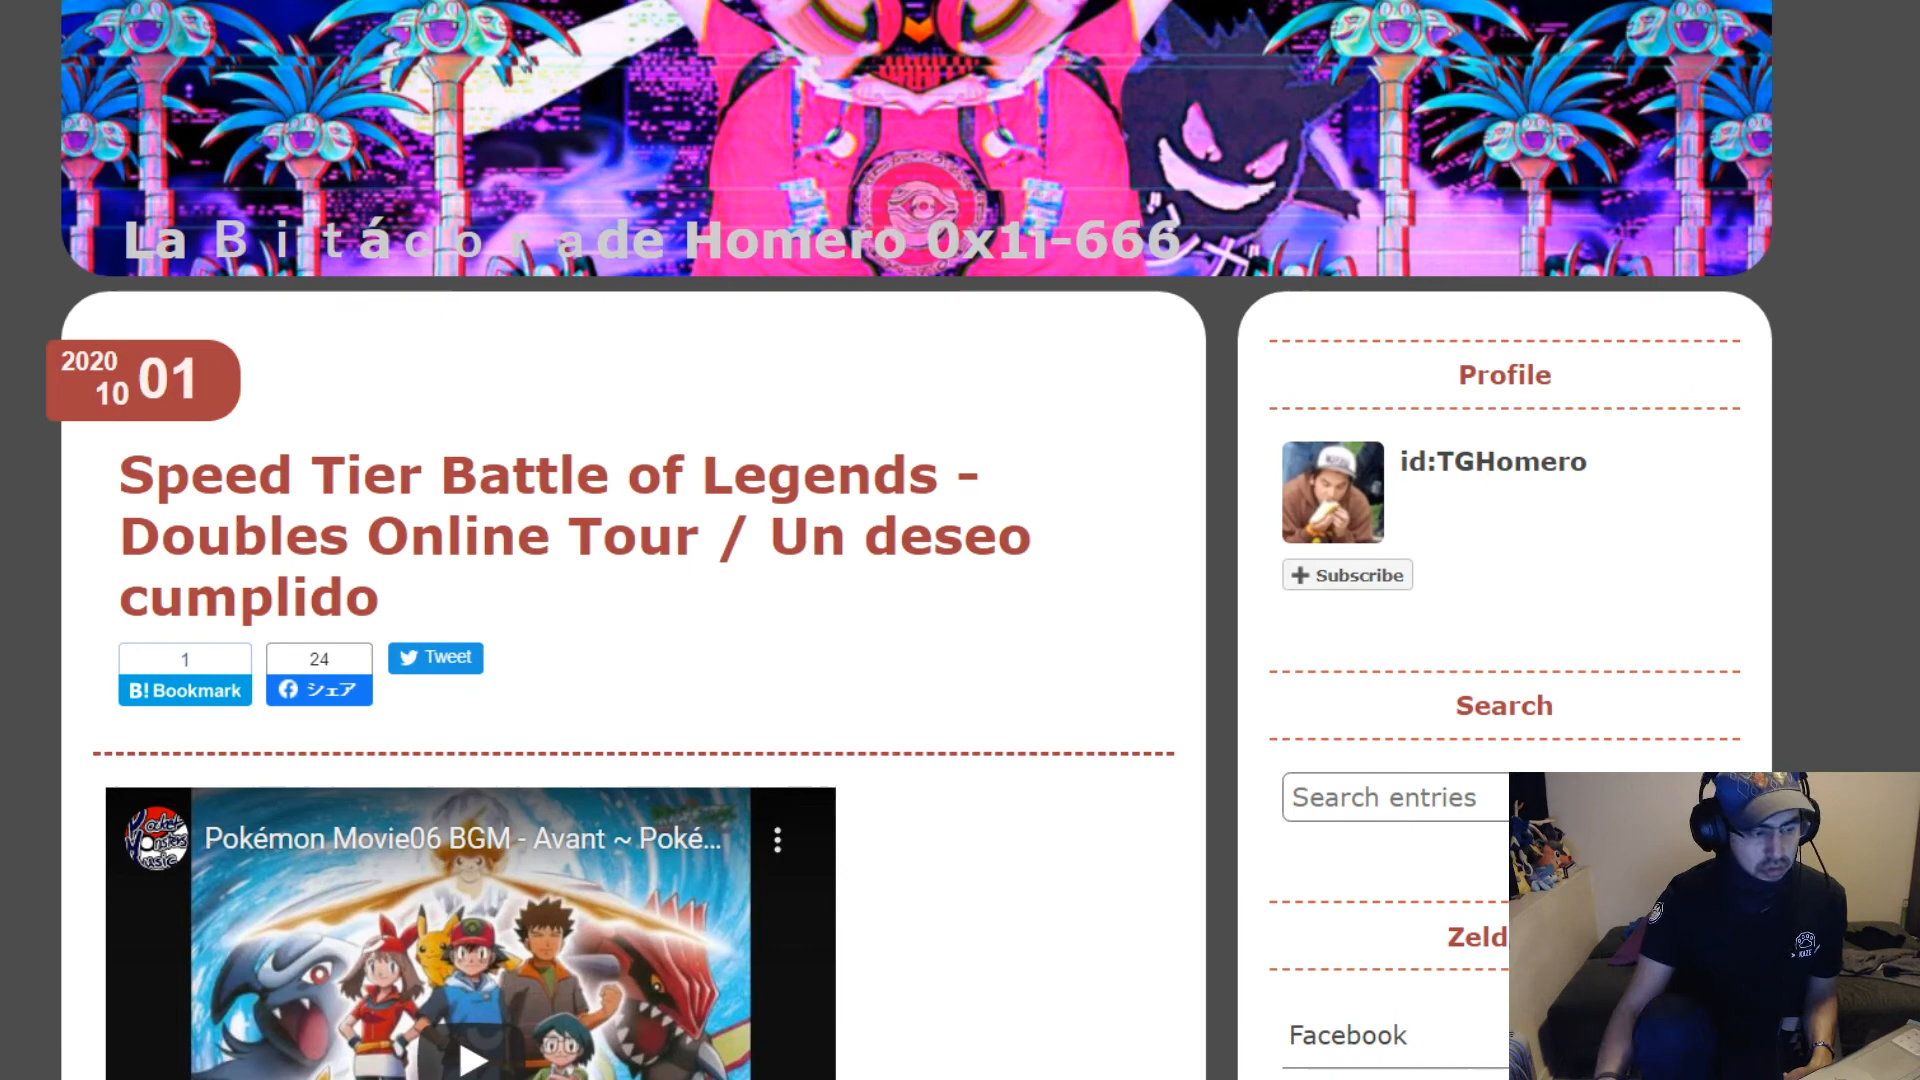 La Bitácora de Homero 0x1i-666
2020
10
01
Speed Tier Battle of Legends -
Doubles Online Tour / Un deseo
cumplido
1
B! Bookmark
24
シェア
Tweet
Pokémon Movie06 BGM - Avant ~ Poké...
Profile
id:TGHomero
Subscribe
Search
Search entries
Zeld
Facebook